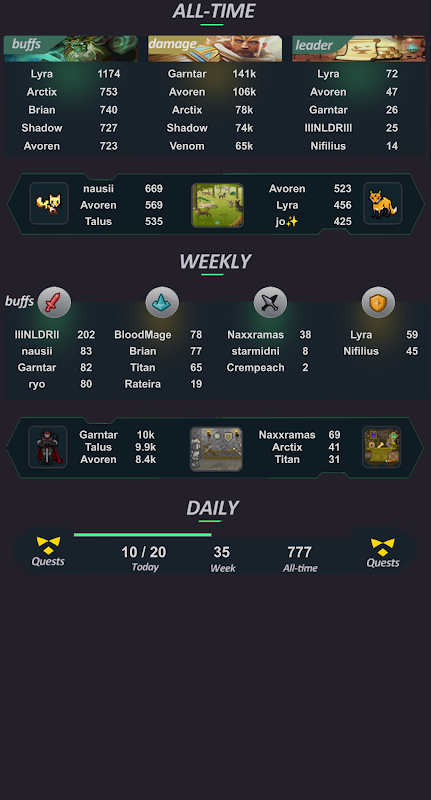 ALL-TIME
buffs damage leader
Lyra 1174 Garntar 141k Lyra 72
Arctix 753 Avoren 106k Avoren 47
Brian 740 Arctix 78k Garntar 26
Shadow 727 Shadow 74k IIINLDRIII 25
Avoren 723 Venom 65k Nifilius 14
nausii 669 Avoren 523
Avoren 569 Lyra 456
Talus 535 jo✨ 425
WEEKLY
buffs
IIINLDRII 202 BloodMage 78 Naxxramas 38 Lyra 59
nausii 83 Brian 77 starmidni 8 Nifilius 45
Garntar 82 Titan 65 Crempeach 2
ryo 80 Rateira 19
Garntar 10k Naxxramas 69
Talus 9.9k Arctix 41
Avoren 8.4k Titan 31
DAILY
Quests 10 / 20 35 777 Quests
Today Week All-time